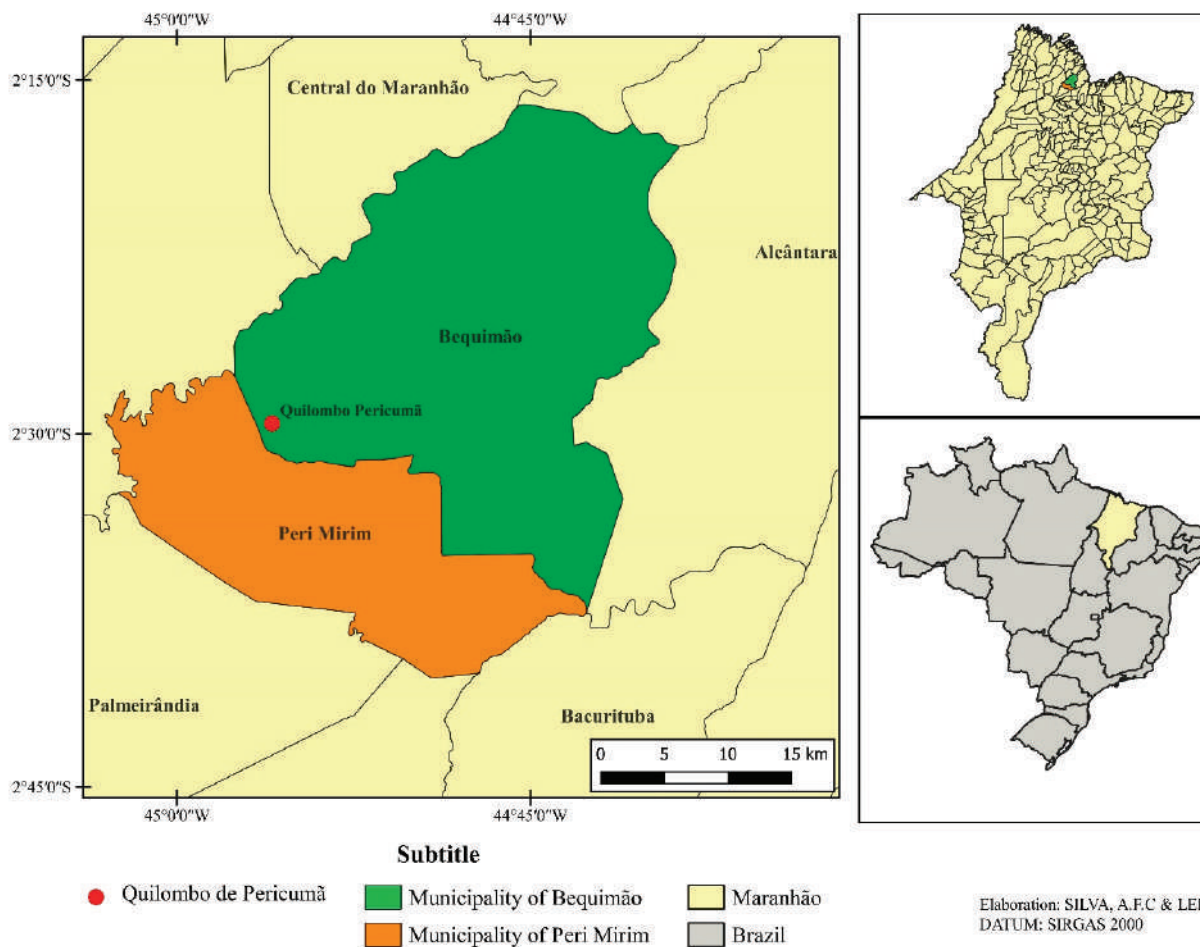 45°0'0"W
44°45'0"W
2°15'0"S
Central do Maranhão
Alcântara
Bequimão
Quilombo Pericumã
2°30'0"S
Peri Mirim
Palmeirândia
Bacurituba
0 5 10 15 km
2°45'0"S
45°0'0"W
44°45'0"W
Subtitle
Quilombo de Pericumã
Municipality of Bequimão
Maranhão
Municipality of Peri Mirim
Brazil
Elaboration: SILVA, A.F.C &
DATUM: SIRGAS 2000